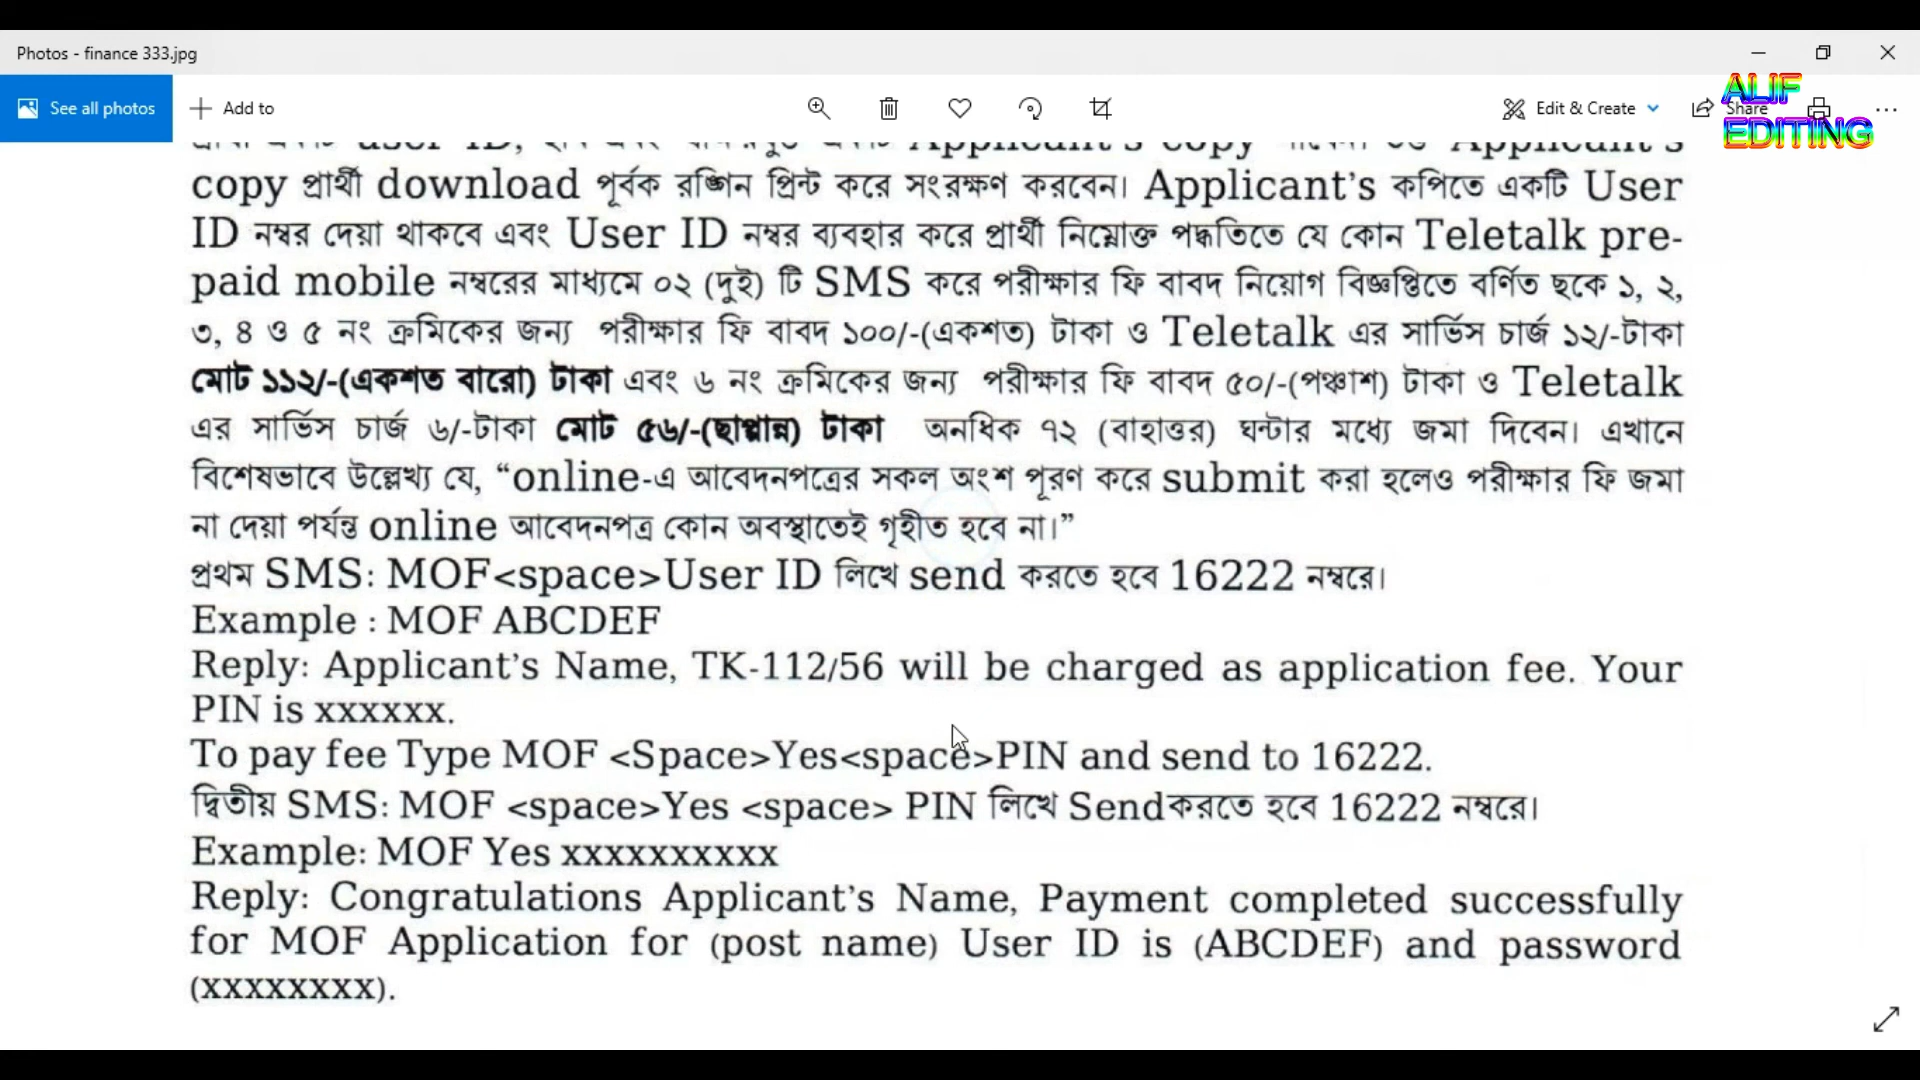 Photos - finance 333.jpg
See all photos
Add to
Edit & Create
Share
ALIF
EDITING
user ID, Applicant's copy Applicant's
copy প্রার্থী download পূর্বক রঙ্গিন প্রিন্ট করে সংরক্ষণ করবেন। Applicant's কপিতে একটি User
ID নম্বর দেয়া থাকবে এবং User ID নম্বর ব্যবহার করে প্রার্থী নিম্নোক্ত পদ্ধতিতে যে কোন Teletalk pre-
paid mobile নম্বরের মাধ্যমে ০২ (দুই) টি SMS করে পরীক্ষার ফি বাবদ নিয়োগ বিজ্ঞপ্তিতে বর্ণিত ছকে ১, ২,
৩, ৪ ও ৫ নং ক্রমিকের জন্য পরীক্ষার ফি বাবদ ১০০/-(একশত) টাকা ও Teletalk এর সার্ভিস চার্জ ১২/-টাকা
মোট ১১২/-(একশত বারো) টাকা এবং ৬ নং ক্রমিকের জন্য পরীক্ষার ফি বাবদ ৫০/-(পঞ্চাশ) টাকা ও Teletalk
এর সার্ভিস চার্জ ৬/-টাকা মোট ৫৬/-(ছাপ্পান্ন) টাকা অনধিক ৭২ (বাহাত্তর) ঘন্টার মধ্যে জমা দিবেন। এখানে
বিশেষভাবে উল্লেখ্য যে, “online-এ আবেদনপত্রের সকল অংশ পূরণ করে submit করা হলেও পরীক্ষার ফি জমা
না দেয়া পর্যন্ত online আবেদনপত্র কোন অবস্থাতেই গৃহীত হবে না।”
প্রথম SMS: MOF<space>User ID লিখে send করতে হবে 16222 নম্বরে।
Example : MOF ABCDEF
Reply: Applicant's Name, TK-112/56 will be charged as application fee. Your
PIN is xxxxxx.
To pay fee Type MOF <Space>Yes<space>PIN and send to 16222.
দ্বিতীয় SMS: MOF <space>Yes <space> PIN লিখে Sendকরতে হবে 16222 নম্বরে।
Example: MOF Yes xxxxxxxxxx
Reply: Congratulations Applicant's Name, Payment completed successfully
for MOF Application for (post name) User ID is (ABCDEF) and password
(xxxxxxxx).